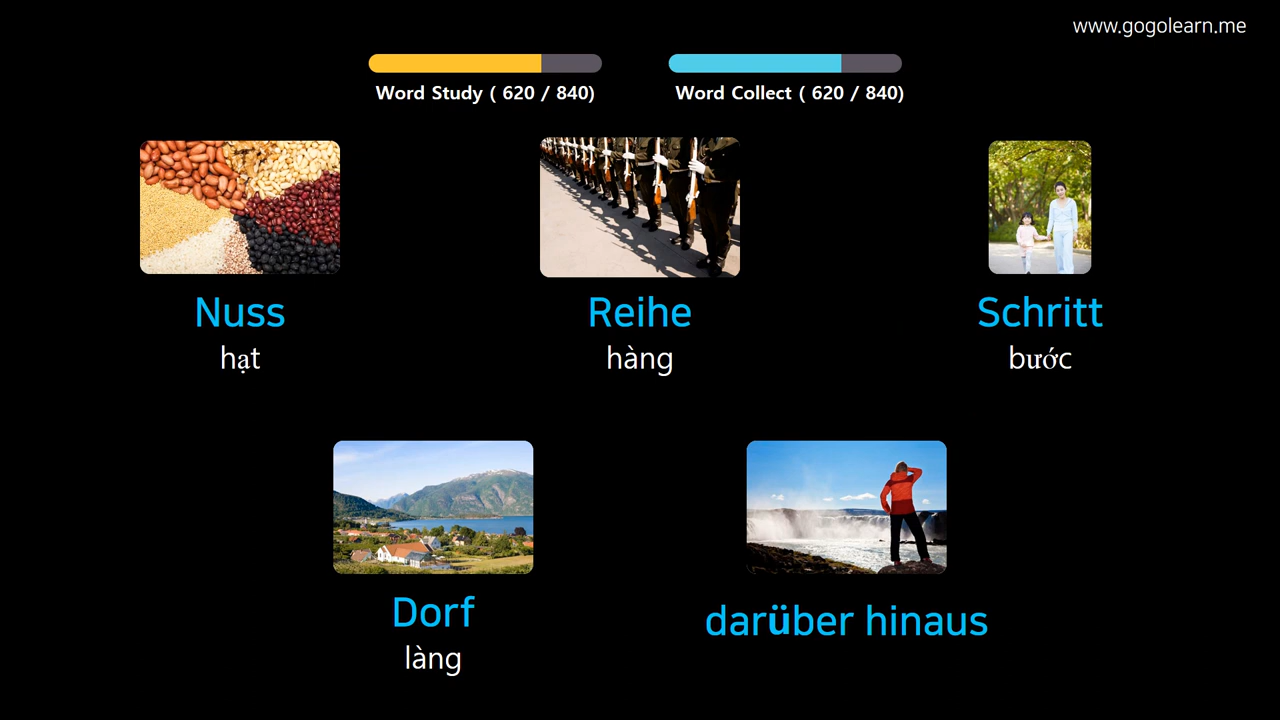 www.gogolearn.me
Word Study ( 620 / 840)
Word Collect ( 620 / 840)
Nuss
hạt
Reihe
hàng
Schritt
bước
Dorf
làng
darüber hinaus